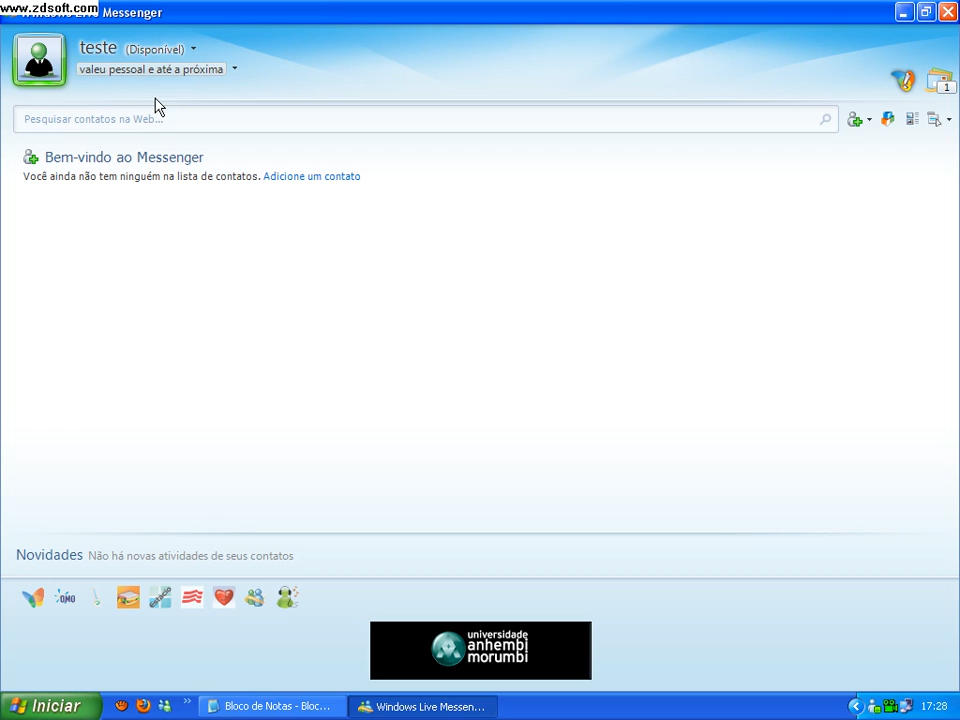 www.zdsoft.com
Messenger
teste (Disponível)
valeu pessoal e até a próxima
1
Pesquisar contatos na Web...
Bem-vindo ao Messenger
Você ainda não tem ninguém na lista de contatos. Adicione um contato
Novidades Não há novas atividades de seus contatos
OMO
universidade
anhembi
morumbi
Iniciar
Bloco de Notas - Bloc...
Windows Live Messen...
17:28